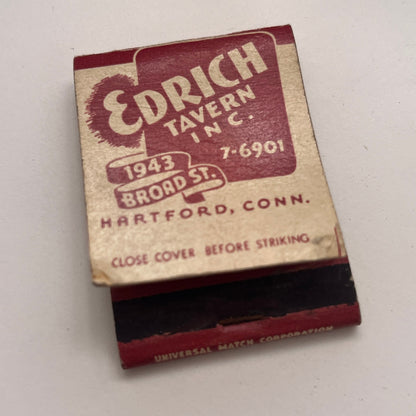 EDRICH
TAVERN
INC.
7-6901
1943
BROAD ST.
HARTFORD, CONN.
CLOSE COVER BEFORE STRIKING
UNIVERSAL MATCH CORPORATION